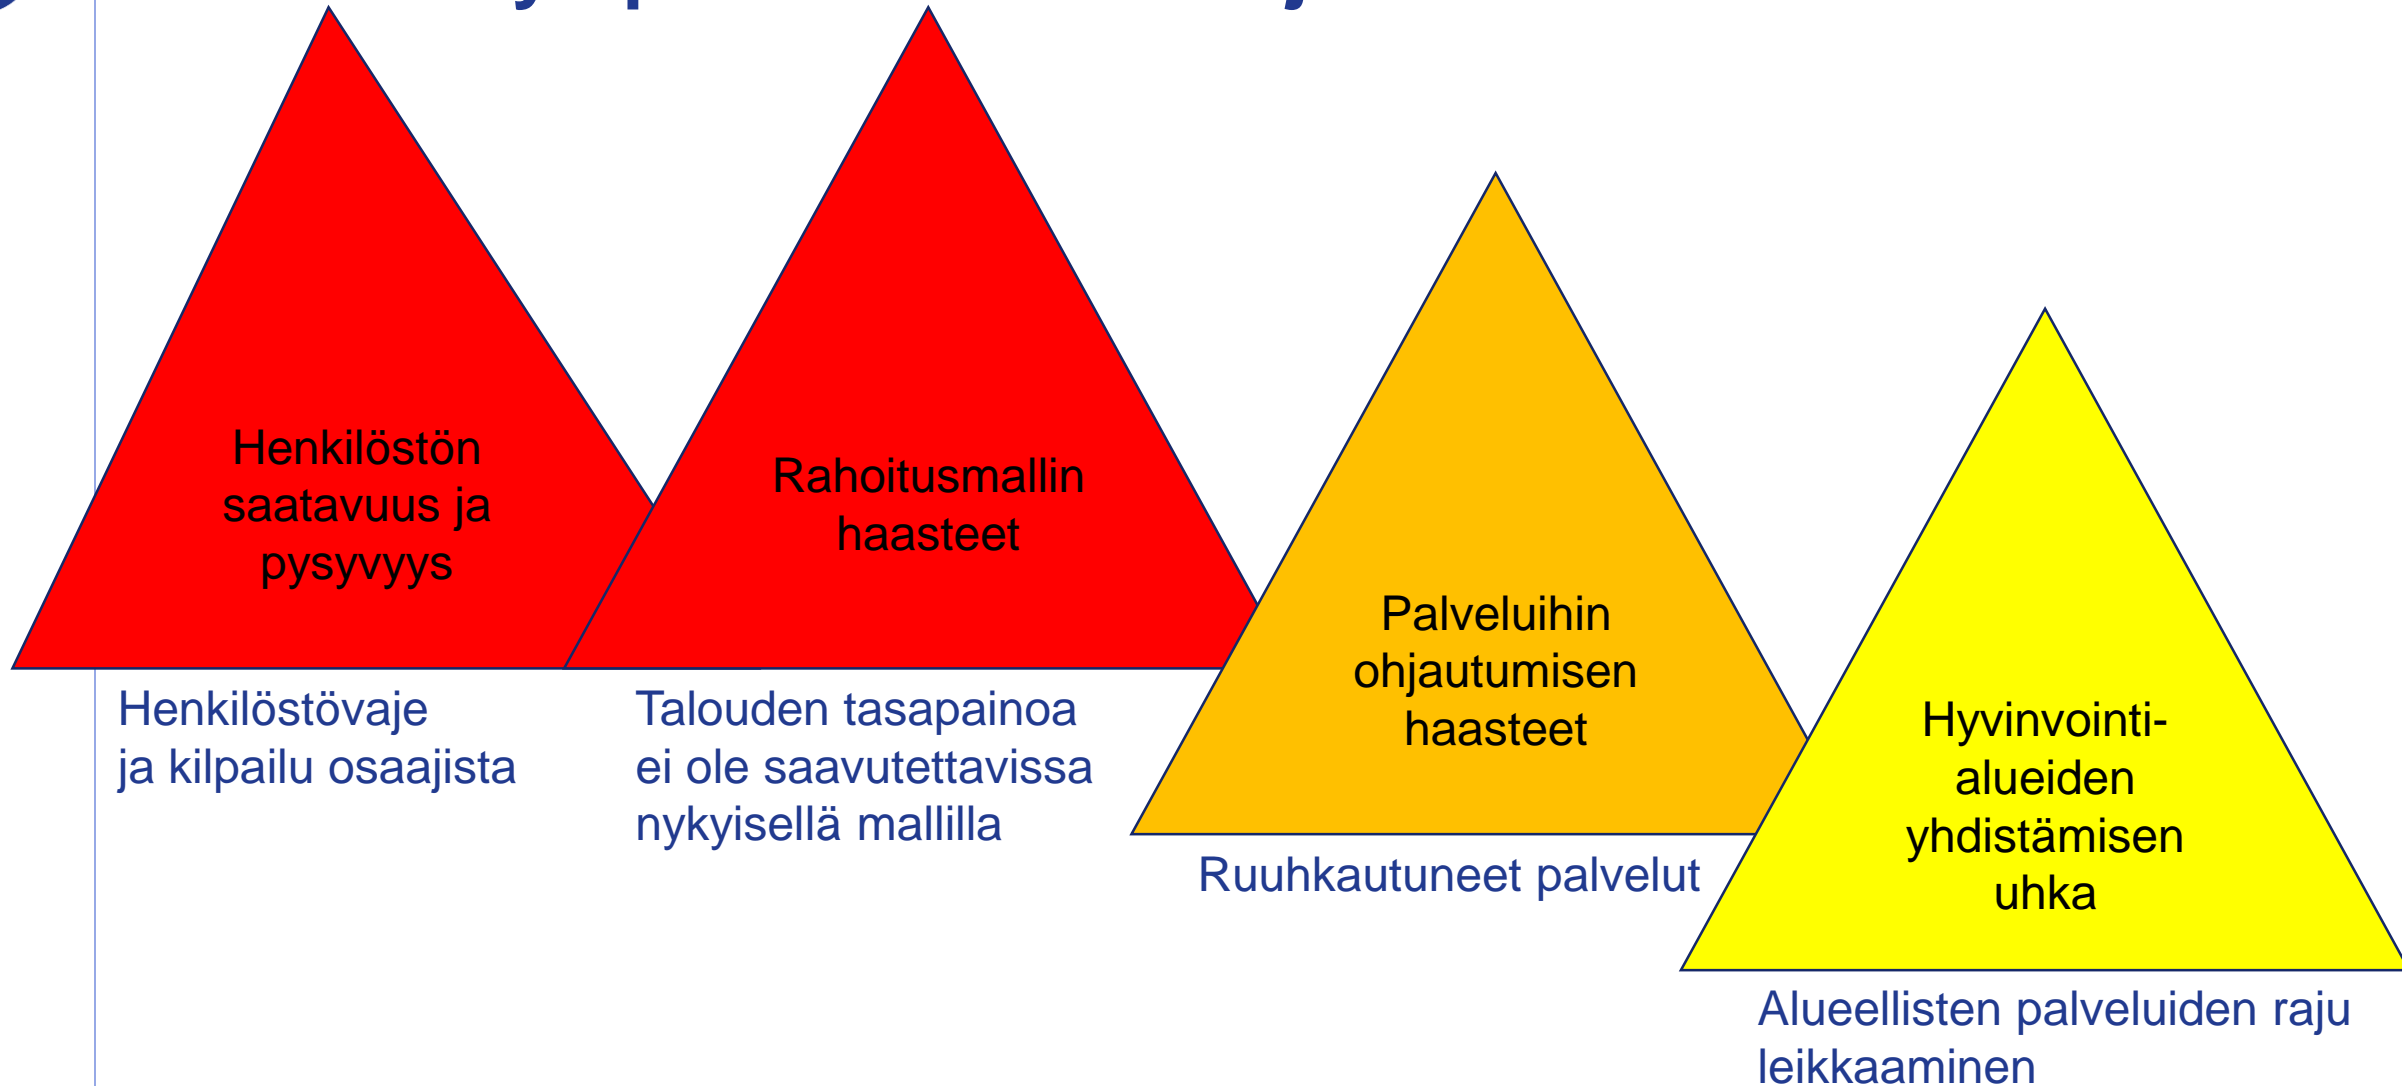 Henkilöstön
saatavuus ja
pysyvyys
Henkilöstövaje
ja kilpailu osaajista
Rahoitusmallin
haasteet
Talouden tasapainoa
ei ole saavutettavissa
nykyisellä mallilla
Palveluihin
ohjautumisen
haasteet
Ruuhkautuneet palvelut
Hyvinvointi-
alueiden
yhdistämisen
uhka
Alueellisten palveluiden raju
leikkaaminen